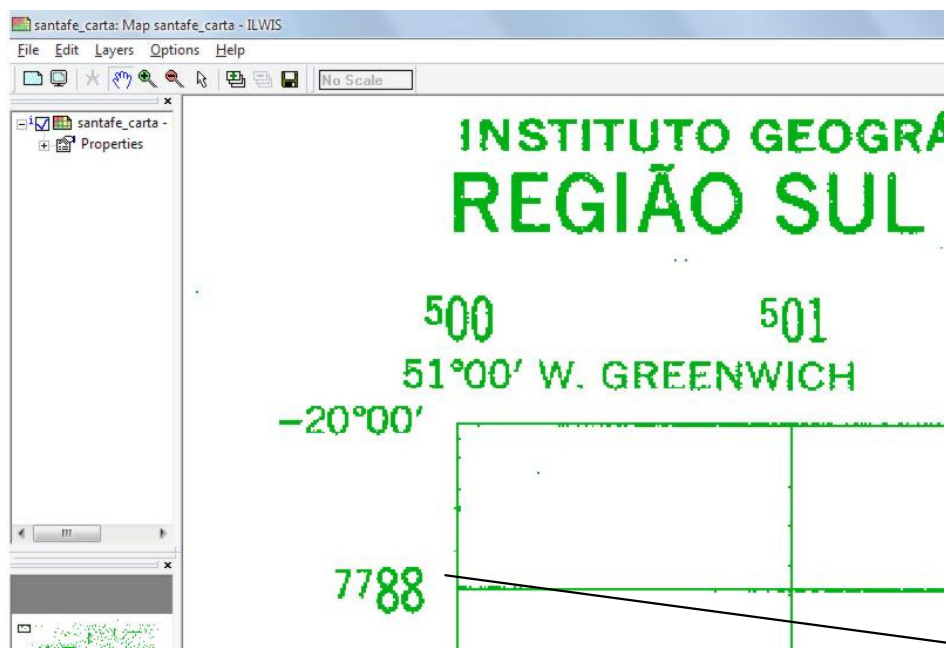 santafe_carta: Map santafe_carta - ILWIS
File Edit Layers Options Help
No Scale
santafe_carta -
Properties
INSTITUTO GEOGRÁ
REGIÃO SUL
500 501
51°00' W. GREENWICH
-20°00'
7788